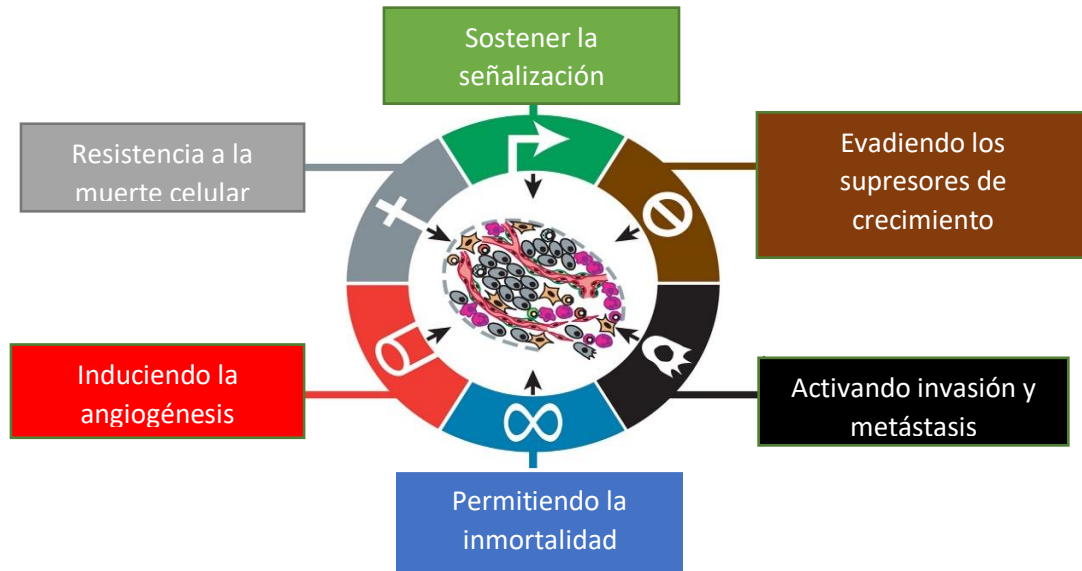 Sostener la
señalización
Resistencia a la
muerte celular
Evadiendo los
supresores de
crecimiento
Induciendo la
angiogénesis
Activando invasión y
metástasis
Permitiendo la
inmortalidad